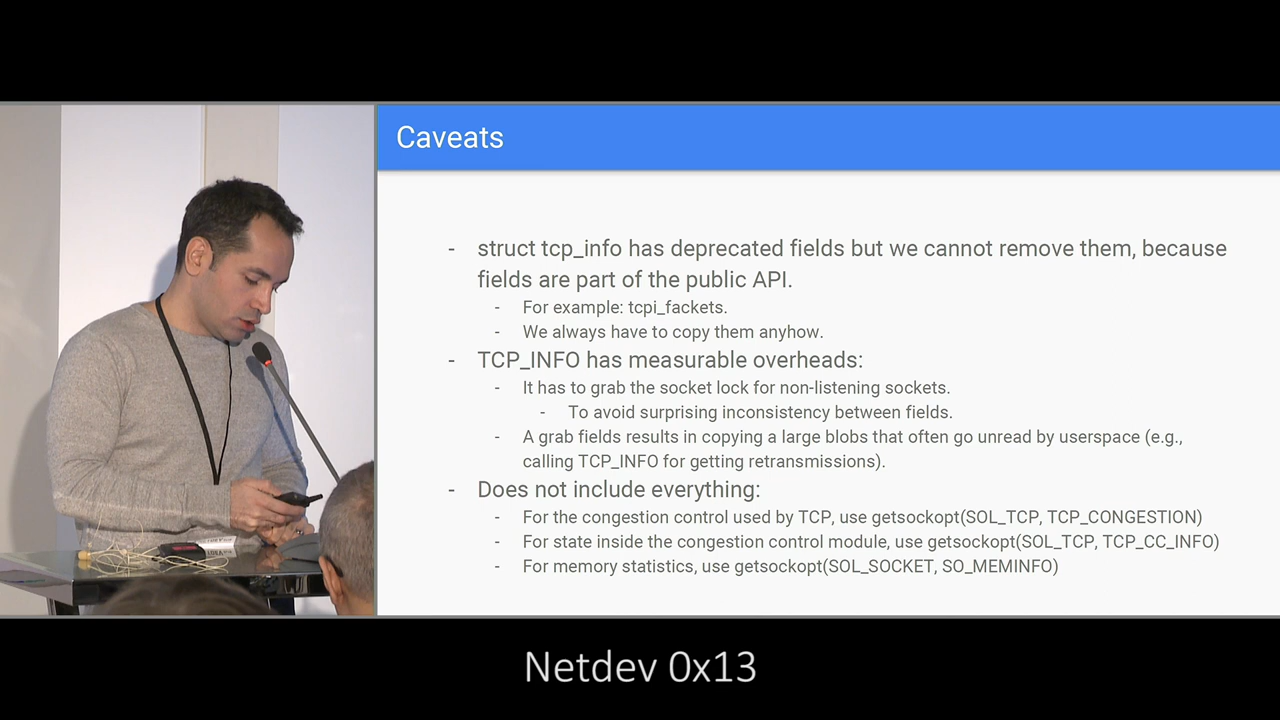 Caveats
- struct tcp_info has deprecated fields but we cannot remove them, because
fields are part of the public API.
- For example: tcpi_fackets.
- We always have to copy them anyhow.
- TCP_INFO has measurable overheads:
- It has to grab the socket lock for non-listening sockets.
- To avoid surprising inconsistency between fields.
- A grab fields results in copying a large blobs that often go unread by userspace (e.g.,
calling TCP_INFO for getting retransmissions).
- Does not include everything:
- For the congestion control used by TCP, use getsockopt(SOL_TCP, TCP_CONGESTION)
- For state inside the congestion control module, use getsockopt(SOL_TCP, TCP_CC_INFO)
- For memory statistics, use getsockopt(SOL_SOCKET, SO_MEMINFO)
Netdev 0x13